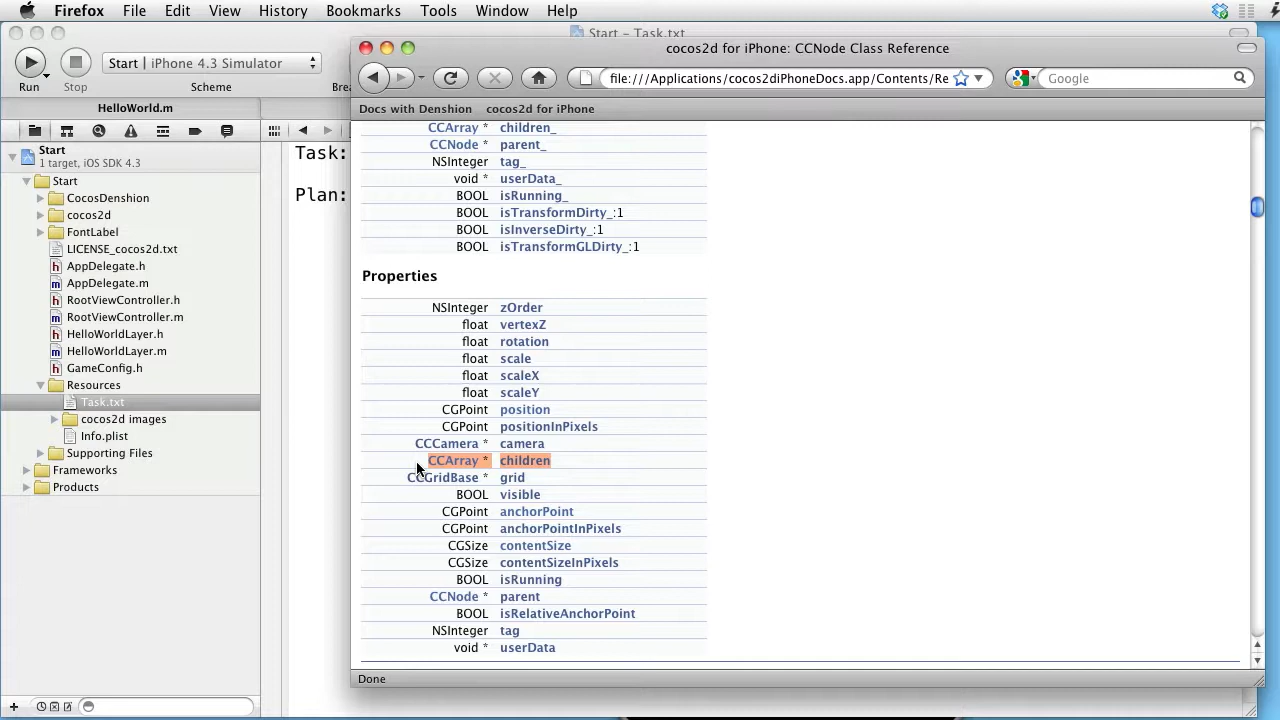 Firefox File Edit View History Bookmarks Tools Window Help
Start – Task.txt
cocos2d for iPhone: CCNode Class Reference
Start | iPhone 4.3 Simulator
file:///Applications/cocos2diPhoneDocs.app/Contents/Re
Google
Run Stop Scheme Brea
HelloWorld.m
Docs with Denshion cocos2d for iPhone
Start
1 target, iOS SDK 4.3
Start
CocosDenshion
cocos2d
FontLabel
LICENSE_cocos2d.txt
h AppDelegate.h
m AppDelegate.m
h RootViewController.h
m RootViewController.m
h HelloWorldLayer.h
m HelloWorldLayer.m
h GameConfig.h
Resources
Task.txt
cocos2d images
Info.plist
Supporting Files
Frameworks
Products
Task:
Plan:
CCArray * children_
CCNode * parent_
NSInteger tag_
void * userData_
BOOL isRunning_
BOOL isTransformDirty_:1
BOOL isInverseDirty_:1
BOOL isTransformGLDirty_:1
Properties
NSInteger zOrder
float vertexZ
float rotation
float scale
float scaleX
float scaleY
CGPoint position
CGPoint positionInPixels
CCCamera * camera
CCArray * children
CCGridBase * grid
BOOL visible
CGPoint anchorPoint
CGPoint anchorPointInPixels
CGSize contentSize
CGSize contentSizeInPixels
BOOL isRunning
CCNode * parent
BOOL isRelativeAnchorPoint
NSInteger tag
void * userData
Done